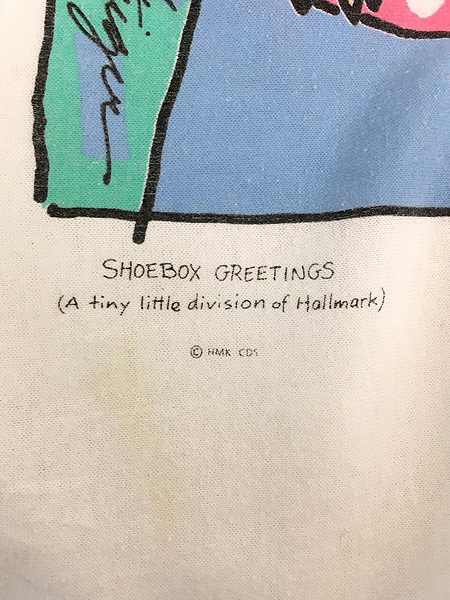 SHOEBOX GREETINGS
(A tiny little division of Hallmark)
© HMK CDS